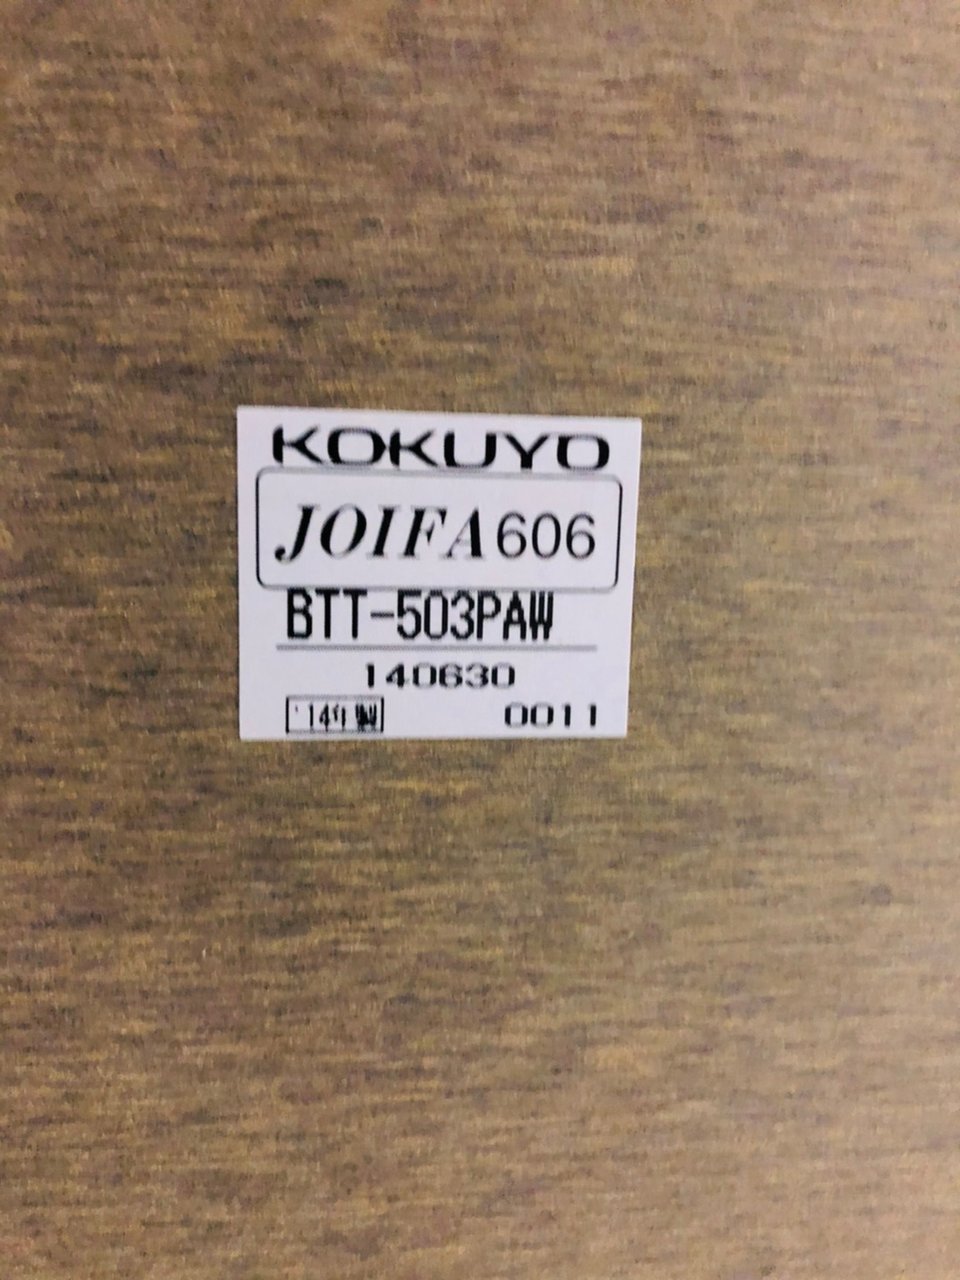 KOKUYO
JOIFA606
BTT-503PAW
140630
'14年製 0011